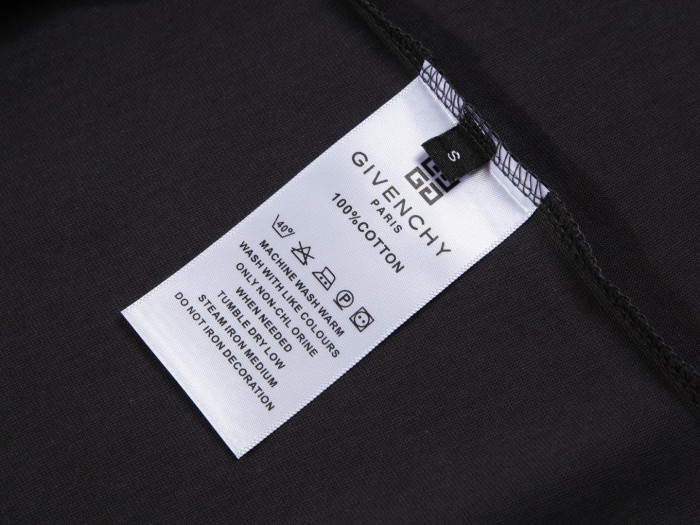 S
GIVENCHY
PARIS
100%COTTON
40°
P
MACHINE WASH WARM
WASH WITH LIKE COLOURS
ONLY NON-CHL ORINE
WHEN NEEDED
TUMBLE DRY LOW
STEAM IRON MEDIUM
DO NOT IRON DECORATION